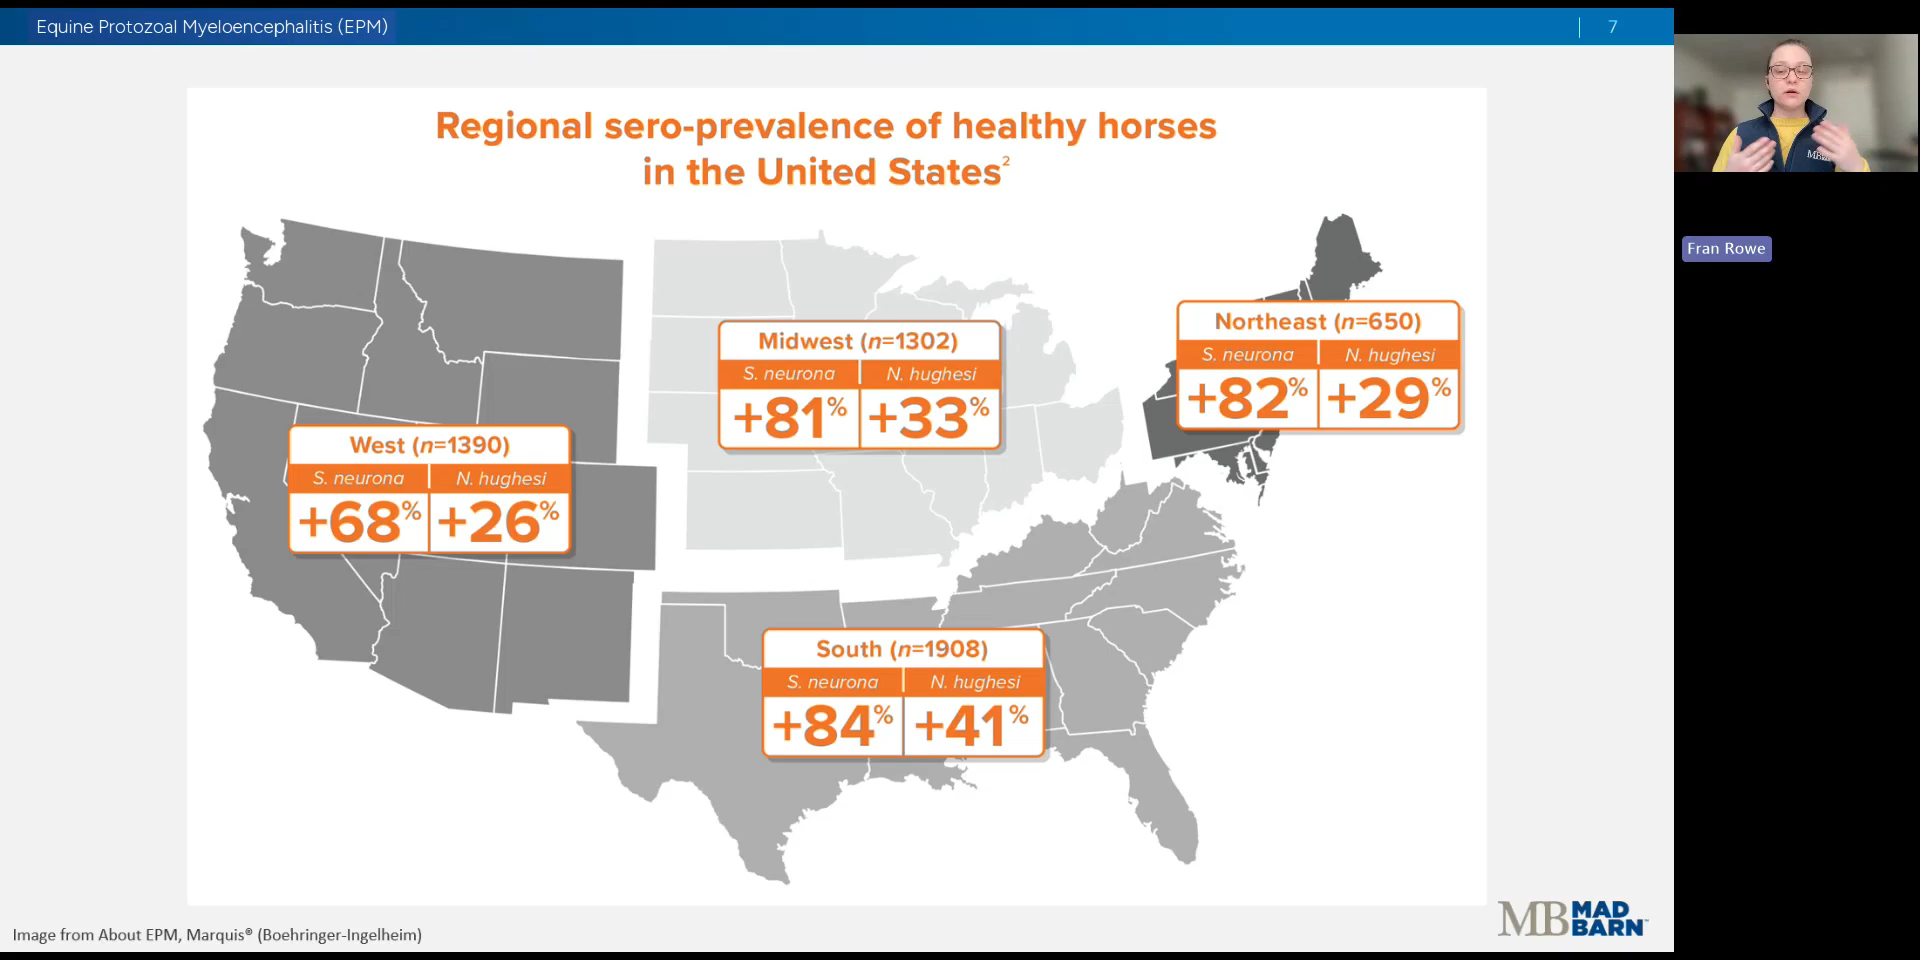 Equine Protozoal Myeloencephalitis (EPM)
7
Regional sero-prevalence of healthy horses
in the United States²
Northeast (n=650)
S. neurona N. hughesi
+82% +29%
Midwest (n=1302)
S. neurona N. hughesi
+81% +33%
West (n=1390)
S. neurona N. hughesi
+68% +26%
South (n=1908)
S. neurona N. hughesi
+84% +41%
Image from About EPM, Marquis® (Boehringer-Ingelheim)
MB MAD
BARN™
Fran Rowe